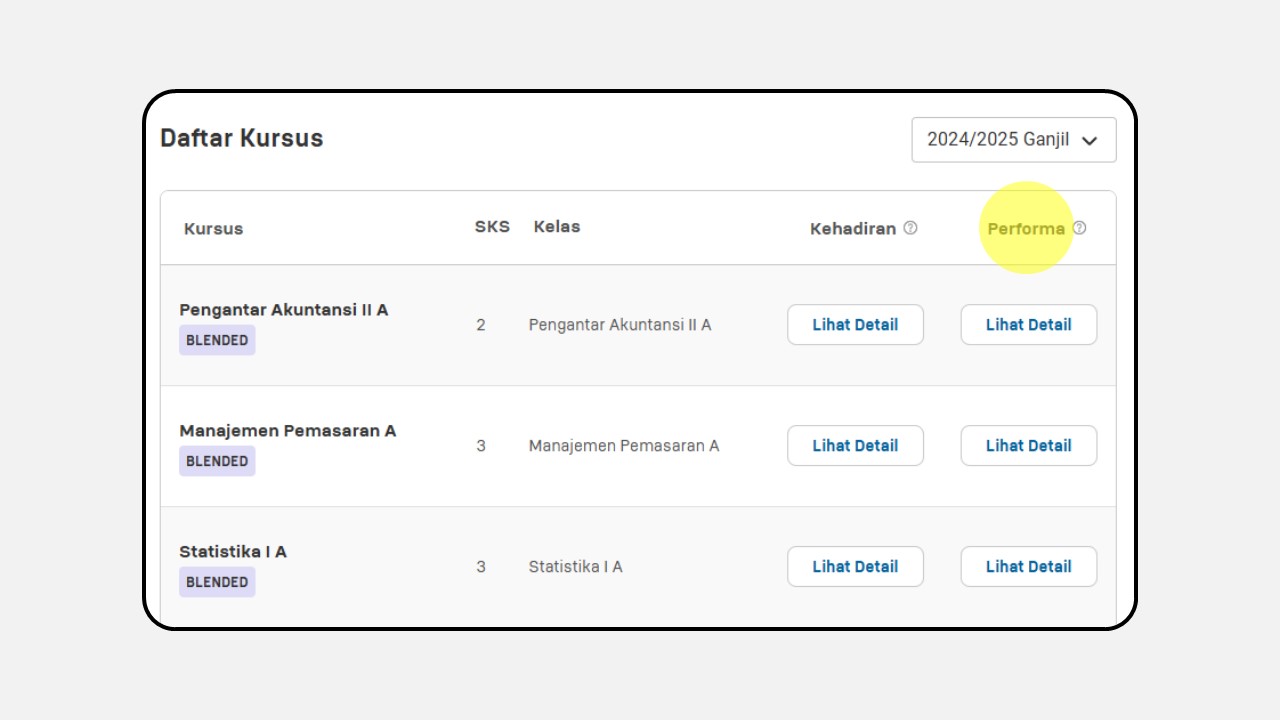 Daftar Kursus
2024/2025 Ganjil
Kursus SKS Kelas Kehadiran Performa
Pengantar Akuntansi II A
BLENDED
2 Pengantar Akuntansi II A Lihat Detail Lihat Detail
Manajemen Pemasaran A
BLENDED
3 Manajemen Pemasaran A Lihat Detail Lihat Detail
Statistika I A
BLENDED
3 Statistika I A Lihat Detail Lihat Detail